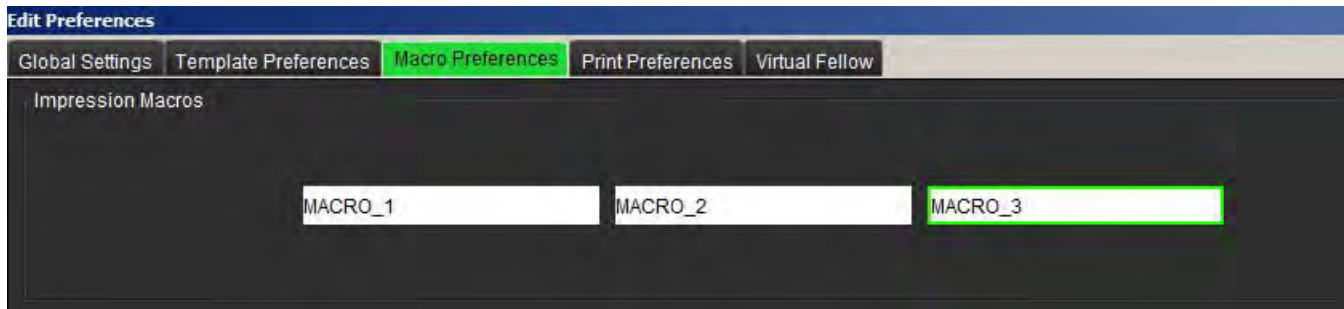 Edit Preferences
Global Settings Template Preferences Macro Preferences Print Preferences Virtual Fellow
Impression Macros
MACRO_1 MACRO_2 MACRO_3